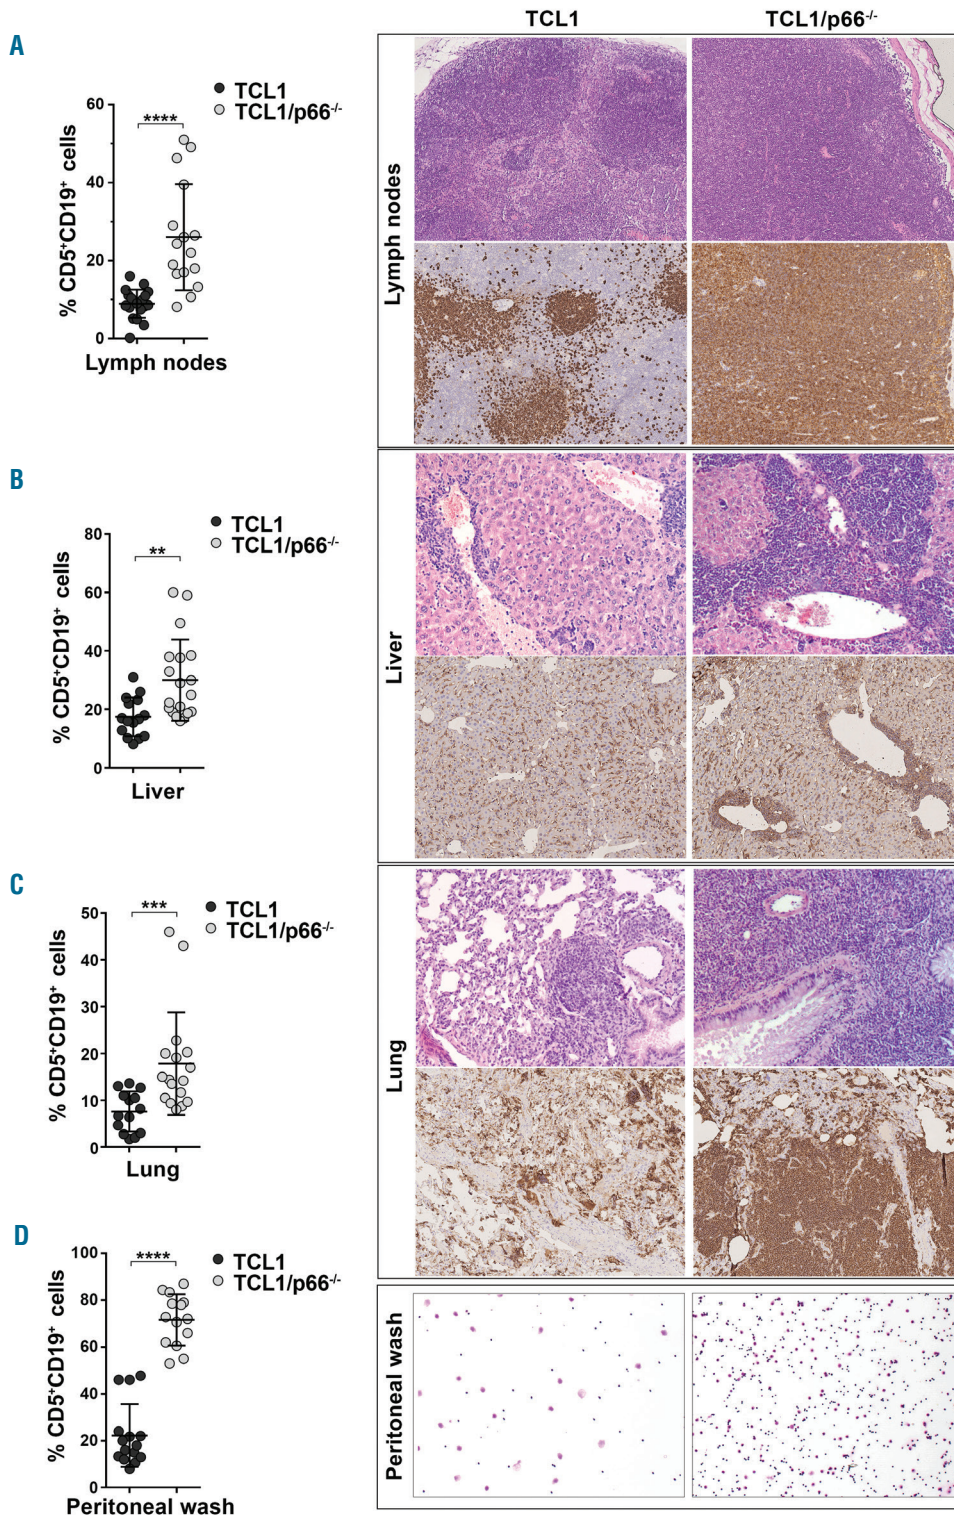 TCL1 TCL1/p66-/-
A
TCL1
TCL1/p66-/-
% CD5+CD19+ cells
60
40
20
0
****
Lymph nodes
Lymph nodes
B
TCL1
TCL1/p66-/-
% CD5+CD19+ cells
80
60
40
20
0
**
Liver
Liver
C
TCL1
TCL1/p66-/-
% CD5+CD19+ cells
50
40
30
20
10
0
***
Lung
Lung
D
TCL1
TCL1/p66-/-
% CD5+CD19+ cells
100
80
60
40
20
0
****
Peritoneal wash
Peritoneal wash